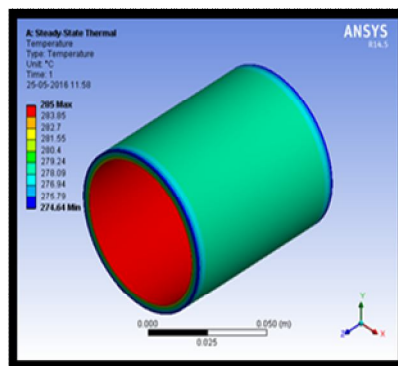 A: Steady-State Thermal
Temperature
Type: Temperature
Unit: °C
Time: 1
25-05-2016 11:58
285 Max
283.85
282.7
281.55
280.4
279.24
278.09
276.94
275.79
274.64 Min
ANSYS
R14.5
0.000
0.050 (m)
0.025
Y
Z
X